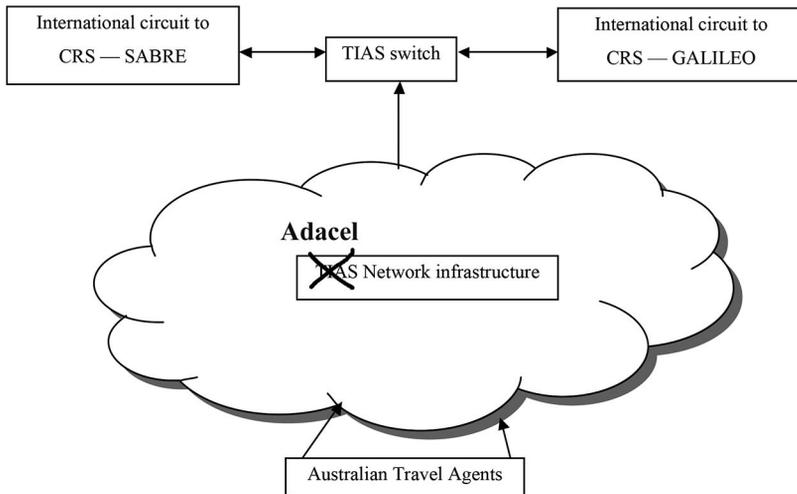 International circuit to
CRS — SABRE
TIAS switch
International circuit to
CRS — GALILEO
Adacel
TIAS Network infrastructure
Australian Travel Agents